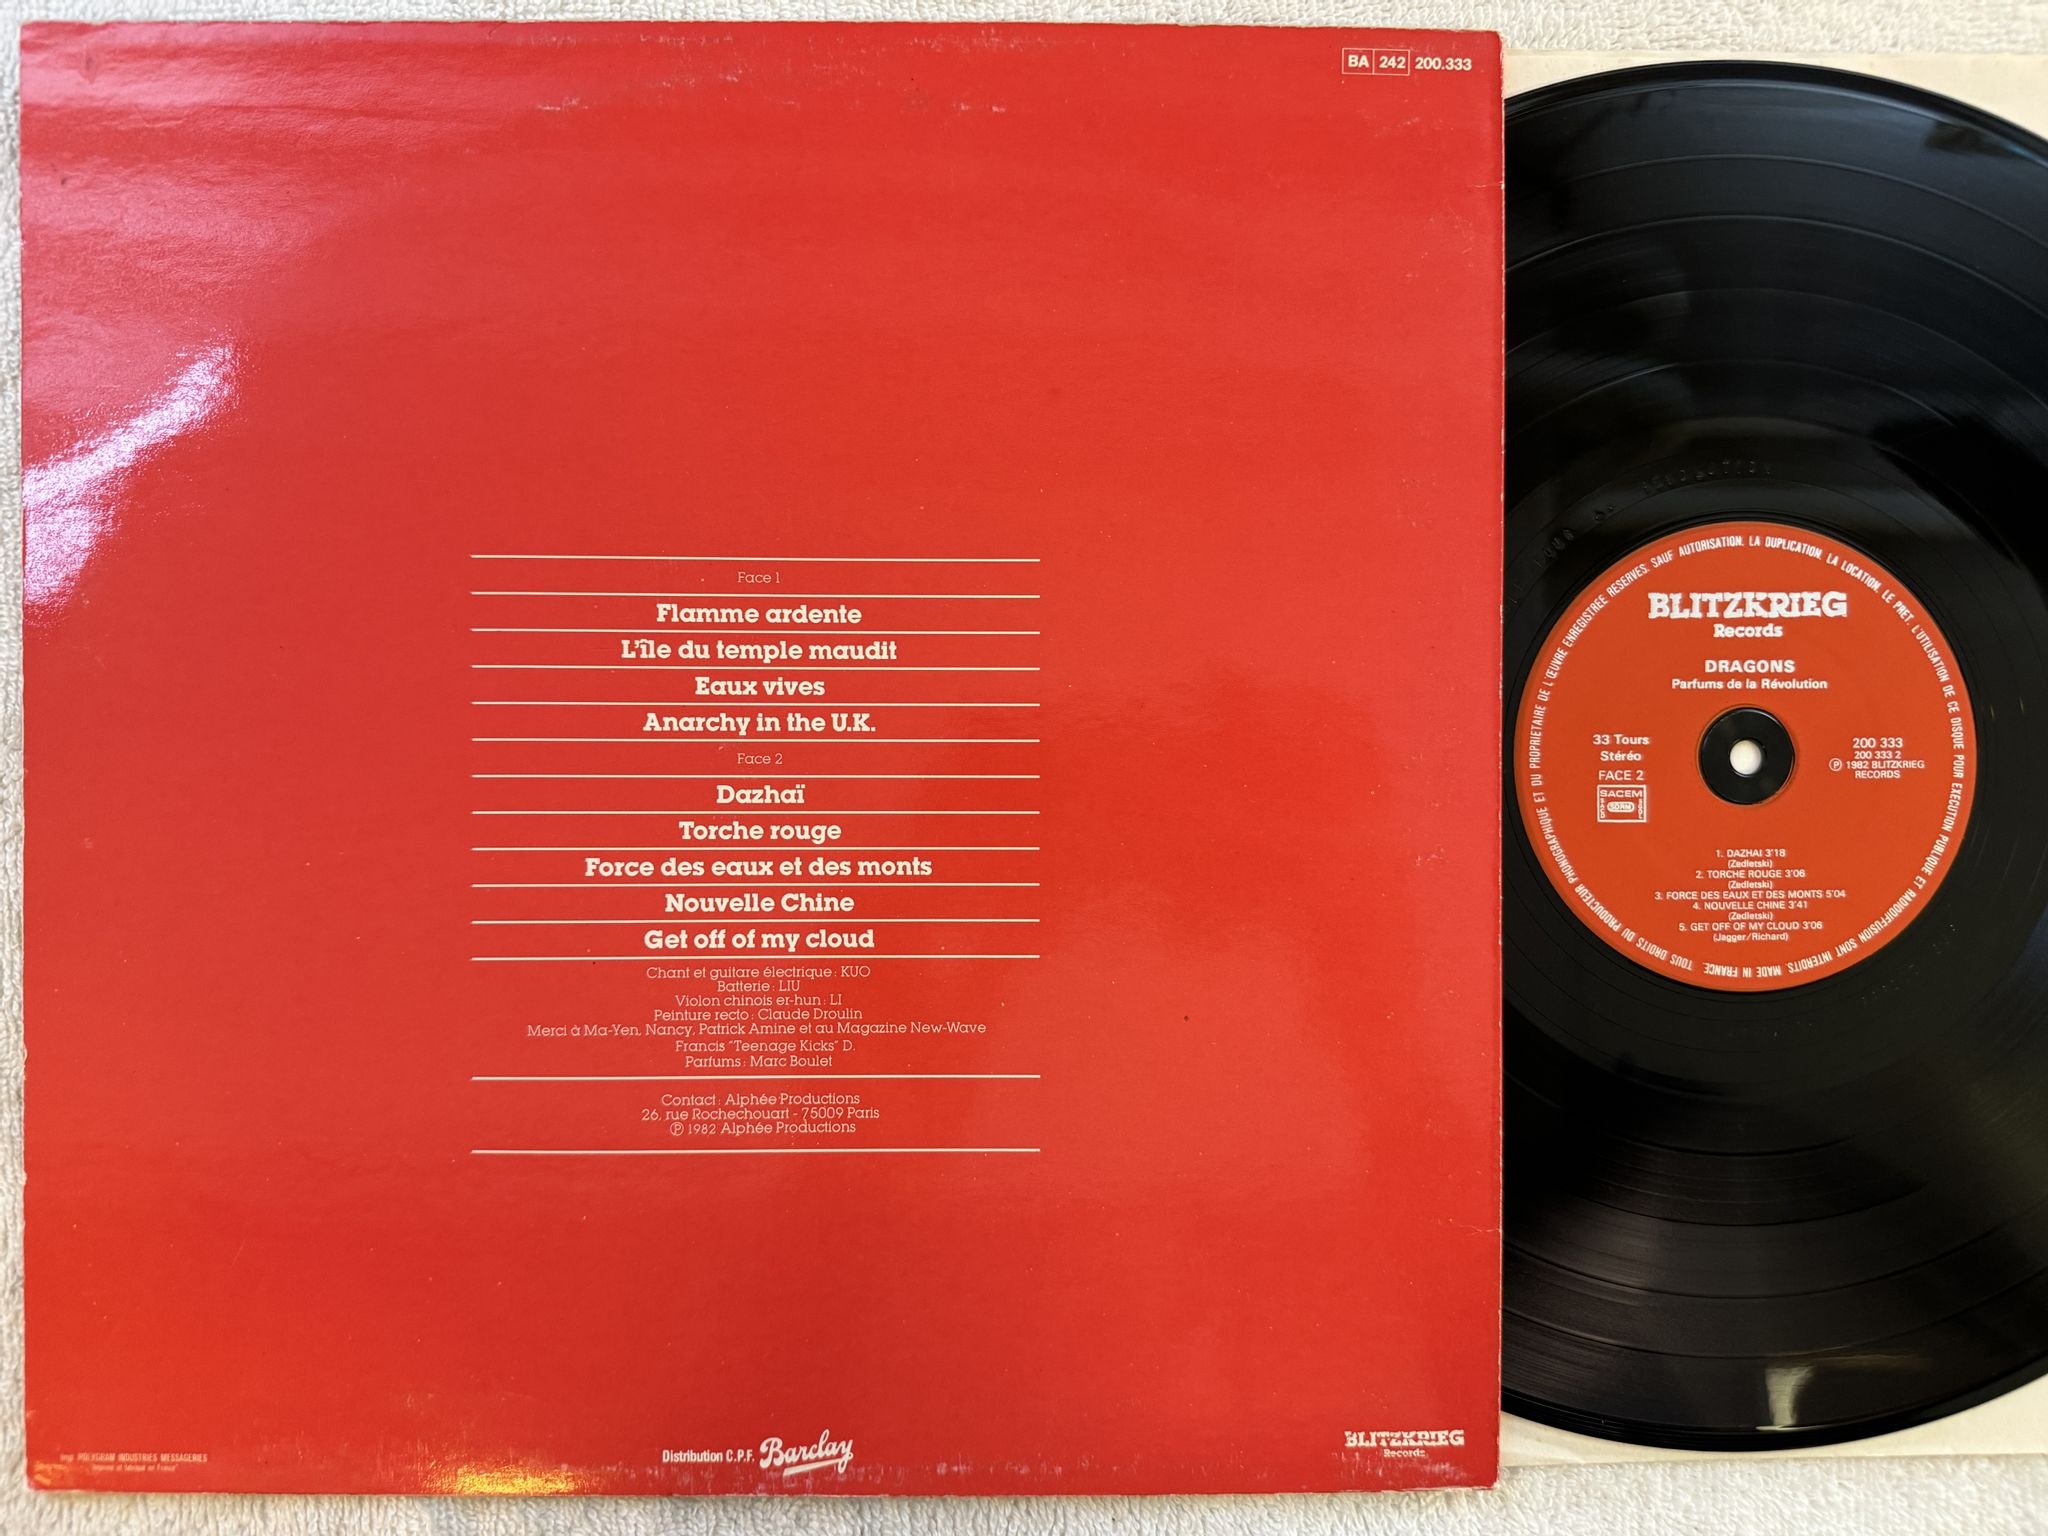 BA 242 200.333
Face 1
Flamme ardente
L'île du temple maudit
Eaux vives
Anarchy in the U.K.
Face 2
Dazhaï
Torche rouge
Force des eaux et des monts
Nouvelle Chine
Get off of my cloud
Chant et guitare électrique : KUO
Batterie : LIU
Violon chinois er-hun : LI
Peinture recto : Claude Droulin
Merci à Ma-Yen, Nancy, Patrick Amine et au Magazine New-Wave
Francis "Teenage Kicks" D.
Parfums : Marc Boulet
Contact : Alphée Productions
26, rue Rochechouart - 75009 Paris
℗ 1982 Alphée Productions
Imp. POLYGRAM INDUSTRIES MESSAGERIES
"Imprimé et fabriqué en France"
Distribution C.P.F. Barclay
BLITZKRIEG
Records
TOUS DROITS DU PRODUCTEUR PHONOGRAPHIQUE ET DU PROPRIETAIRE DE L'ŒUVRE ENREGISTREE RESERVES. SAUF AUTORISATION, LA DUPLICATION, LA LOCATION, LE PRET, L'UTILISATION DE CE DISQUE POUR EXECUTION PUBLIQUE ET RADIODIFFUSION SONT INTERDITS. MADE IN FRANCE.
BLITZKRIEG
Records
DRAGONS
Parfums de la Révolution
33 Tours
Stéréo
FACE 2
SACEM
SDRM
200 333
200 333 2
℗ 1982 BLITZKRIEG
RECORDS
1. DAZHAI 3'18
(Zedletski)
2. TORCHE ROUGE 3'06
(Zedletski)
3. FORCE DES EAUX ET DES MONTS 5'04
4. NOUVELLE CHINE 3'41
(Zedletski)
5. GET OFF OF MY CLOUD 3'06
(Jagger/Richard)